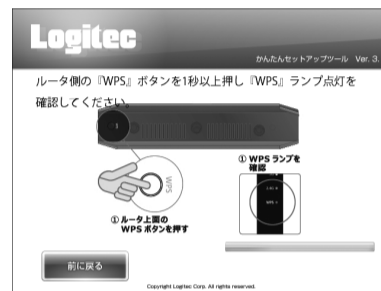 Logitec
かんたんセットアップツール Ver. 3.
ルータ側の『WPS』ボタンを1秒以上押し『WPS』ランプ点灯を
確認してください。
WPS
① ルータ上面の
WPS ボタンを押す
① WPS ランプを
確認
WPS
前に戻る
Copyright Logitec Corp. All rights reserved.